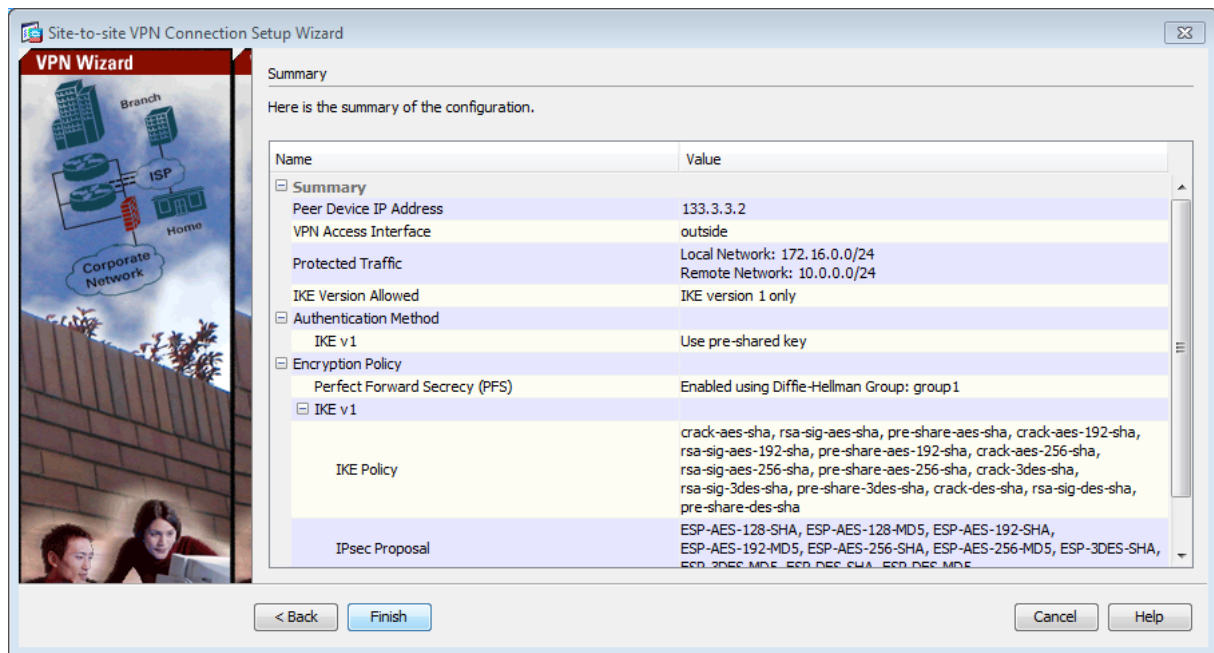 Site-to-site VPN Connection Setup Wizard
VPN Wizard
Branch
ISP
Home
Corporate
Network
Summary
Here is the summary of the configuration.
Name Value
Summary
Peer Device IP Address 133.3.3.2
VPN Access Interface outside
Protected Traffic Local Network: 172.16.0.0/24
Remote Network: 10.0.0.0/24
IKE Version Allowed IKE version 1 only
Authentication Method
IKE v1 Use pre-shared key
Encryption Policy
Perfect Forward Secrecy (PFS) Enabled using Diffie-Hellman Group: group1
IKE v1
IKE Policy crack-aes-sha, rsa-sig-aes-sha, pre-share-aes-sha, crack-aes-192-sha,
rsa-sig-aes-192-sha, pre-share-aes-192-sha, crack-aes-256-sha,
rsa-sig-aes-256-sha, pre-share-aes-256-sha, crack-3des-sha,
rsa-sig-3des-sha, pre-share-3des-sha, crack-des-sha, rsa-sig-des-sha,
pre-share-des-sha
IPsec Proposal ESP-AES-128-SHA, ESP-AES-128-MD5, ESP-AES-192-SHA,
ESP-AES-192-MD5, ESP-AES-256-SHA, ESP-AES-256-MD5, ESP-3DES-SHA,
ESP-3DES-MD5, ESP-DES-SHA, ESP-DES-MD5
< Back Finish Cancel Help